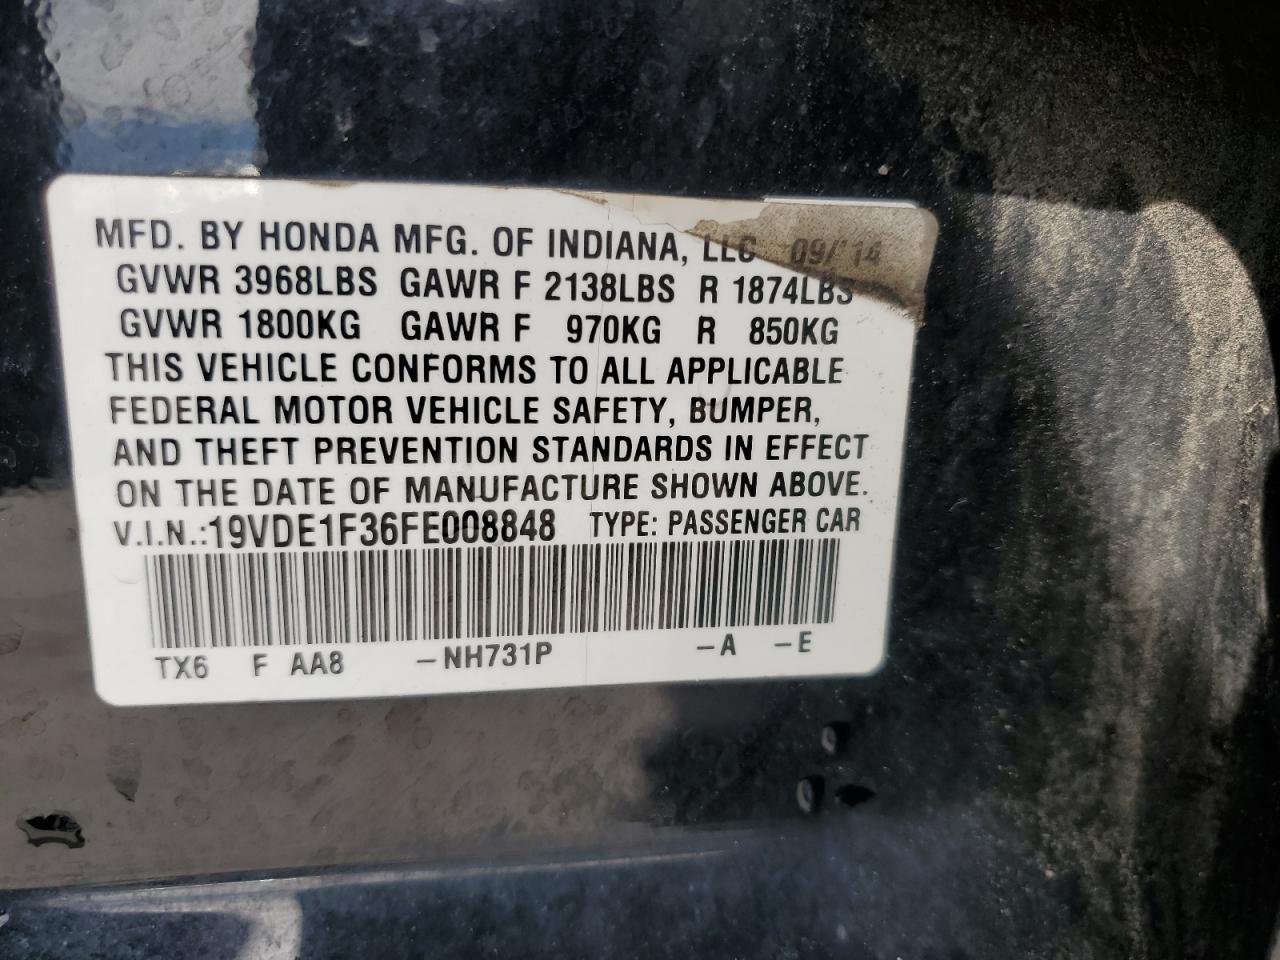 MFD. BY HONDA MFG. OF INDIANA, LLC 09/14
GVWR 3968LBS GAWR F 2138LBS R 1874LBS
GVWR 1800KG GAWR F 970KG R 850KG
THIS VEHICLE CONFORMS TO ALL APPLICABLE
FEDERAL MOTOR VEHICLE SAFETY, BUMPER,
AND THEFT PREVENTION STANDARDS IN EFFECT
ON THE DATE OF MANUFACTURE SHOWN ABOVE.
V.I.N.:19VDE1F36FE008848 TYPE: PASSENGER CAR
TX6 F AA8 -NH731P -A -E